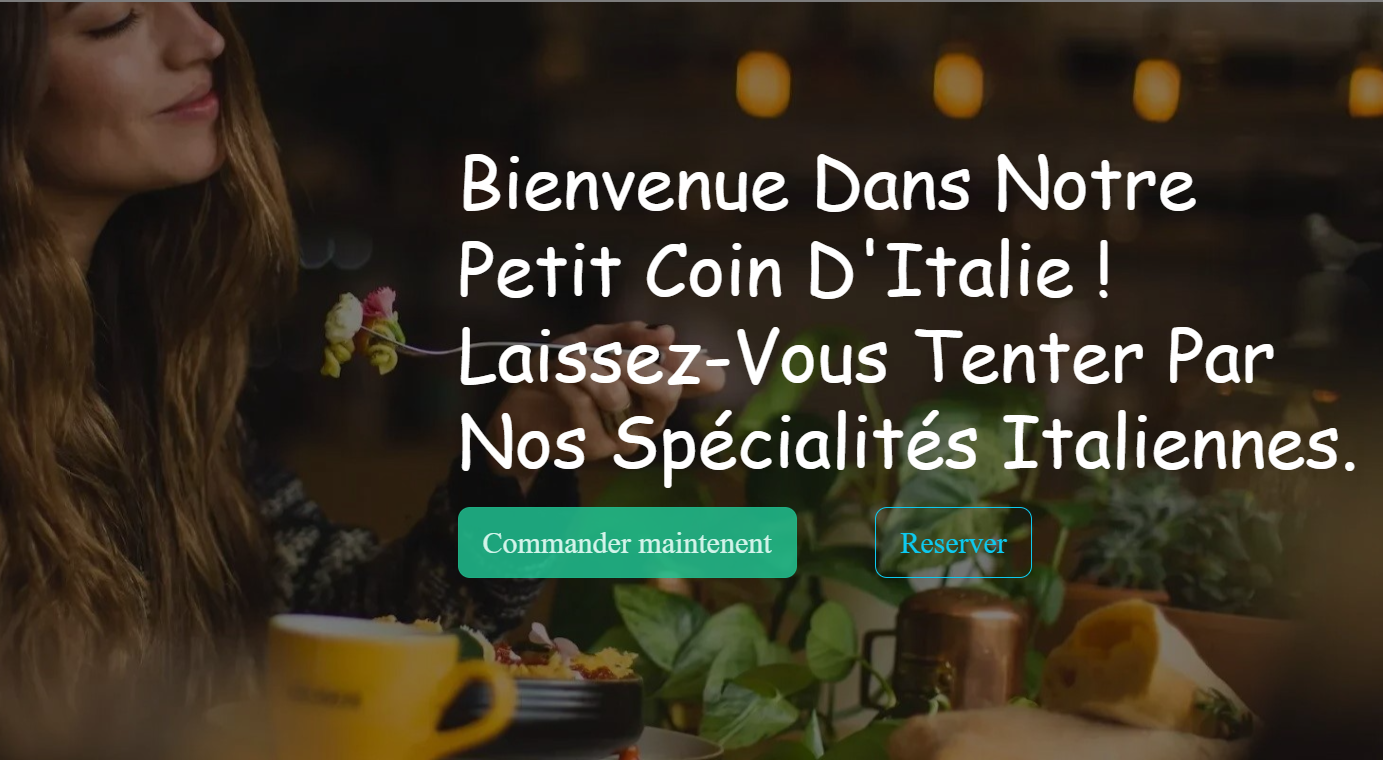 Bienvenue Dans Notre
Petit Coin D'Italie !
Laissez-Vous Tenter Par
Nos Spécialités Italiennes.
Commander maintenent
Reserver